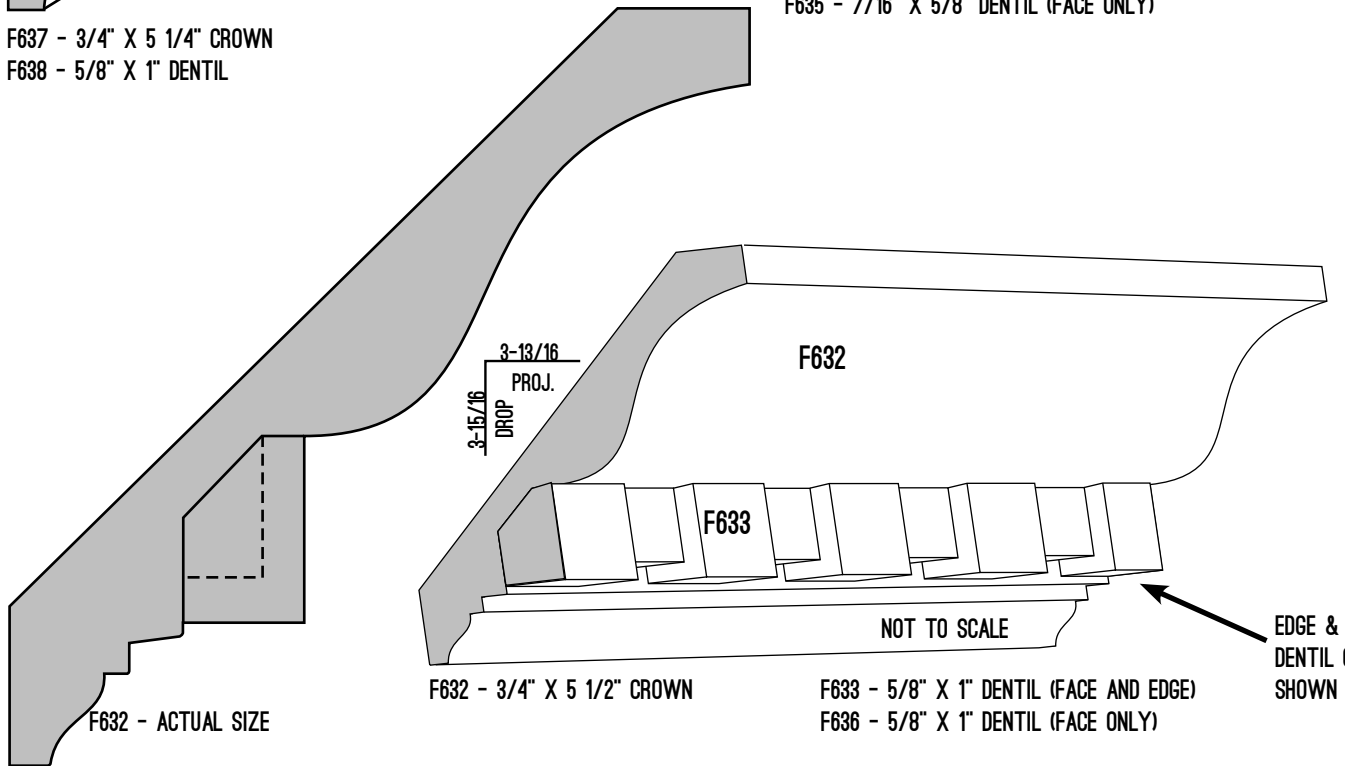 F635 - 7/16" X 5/8" DENTIL (FACE ONLY)
F637 - 3/4" X 5 1/4" CROWN
F638 - 5/8" X 1" DENTIL
3-13/16
PROJ.
3-15/16
DROP
F632
F633
NOT TO SCALE
EDGE &
DENTIL
SHOWN
F632 - 3/4" X 5 1/2" CROWN
F633 - 5/8" X 1" DENTIL (FACE AND EDGE)
F636 - 5/8" X 1" DENTIL (FACE ONLY)
F632 - ACTUAL SIZE